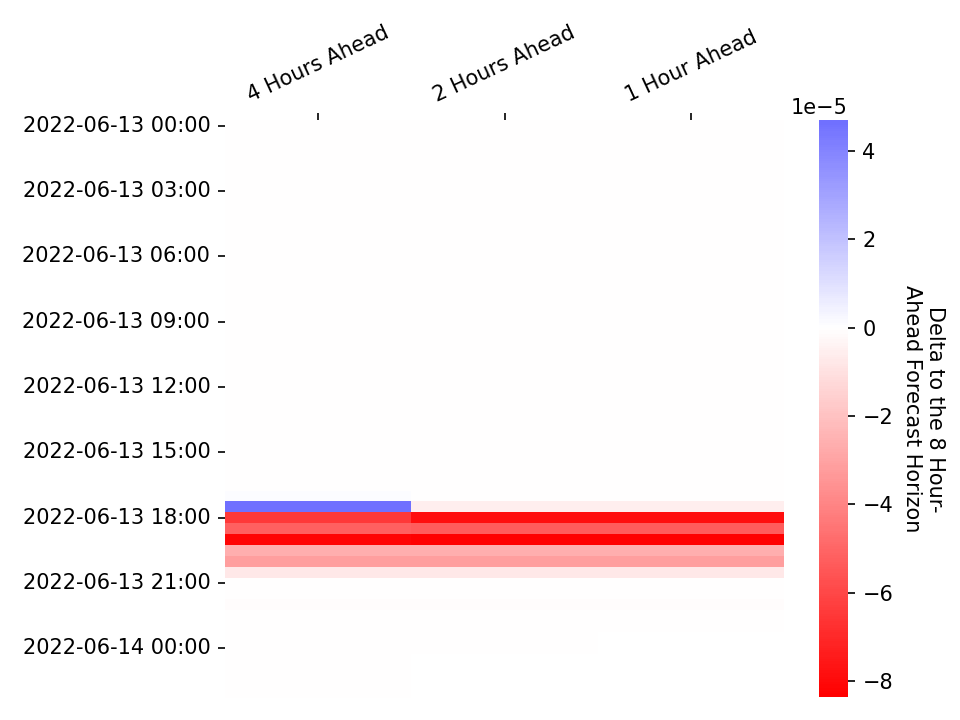 4 Hours Ahead
2 Hours Ahead
1 Hour Ahead
1e−5
2022-06-13 00:00
2022-06-13 03:00
2022-06-13 06:00
2022-06-13 09:00
2022-06-13 12:00
2022-06-13 15:00
2022-06-13 18:00
2022-06-13 21:00
2022-06-14 00:00
4
2
0
−2
−4
−6
−8
Delta to the 8 Hour-
Ahead Forecast Horizon